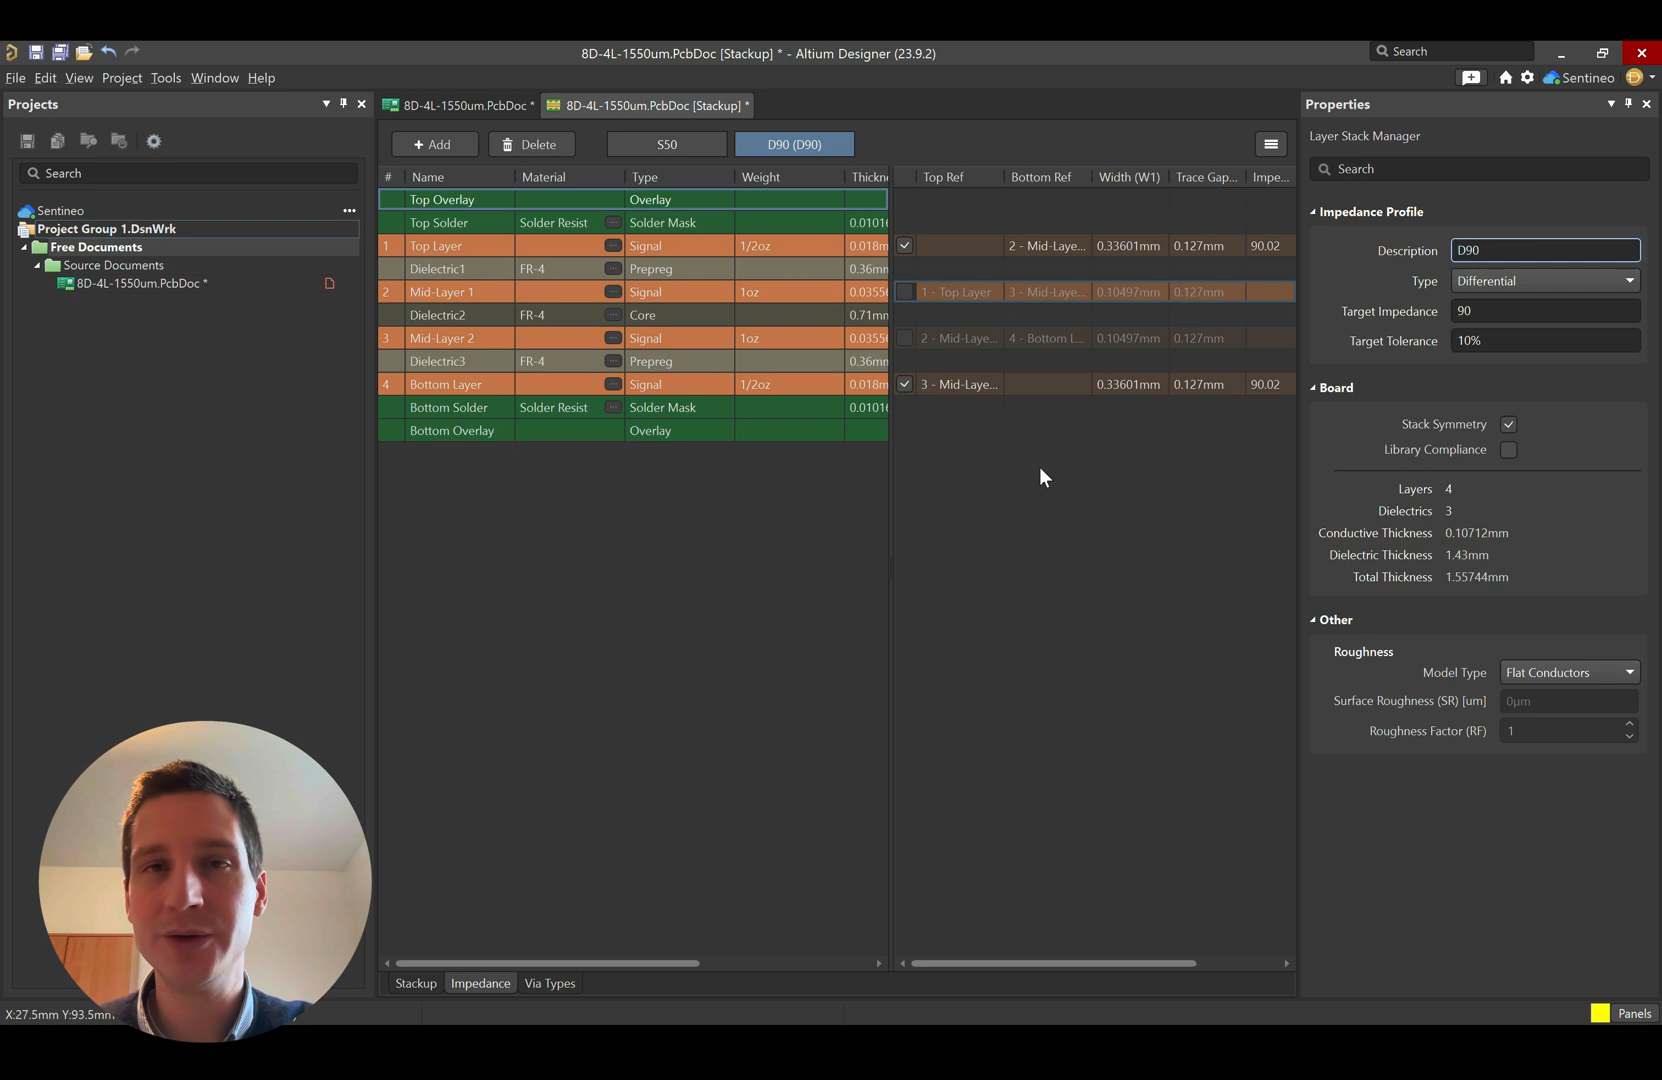 8D-4L-1550um.PcbDoc [Stackup] * - Altium Designer (23.9.2)
Search
File Edit View Project Tools Window Help
Sentineo
Projects
8D-4L-1550um.PcbDoc *
8D-4L-1550um.PcbDoc [Stackup] *
Properties
Layer Stack Manager
+ Add
Delete
S50
D90 (D90)
Search
Search
# Name Material Type Weight Thickn
Top Ref Bottom Ref Width (W1) Trace Gap... Impe...
Top Overlay Overlay
Top Solder Solder Resist ... Solder Mask 0.01016
1 Top Layer ... Signal 1/2oz 0.018m 2 - Mid-Laye... 0.33601mm 0.127mm 90.02
Dielectric1 FR-4 ... Prepreg 0.36mm
2 Mid-Layer 1 ... Signal 1oz 0.03556 1 - Top Layer 3 - Mid-Laye... 0.10497mm 0.127mm
Dielectric2 FR-4 ... Core 0.71mm
3 Mid-Layer 2 ... Signal 1oz 0.03556 2 - Mid-Laye... 4 - Bottom L... 0.10497mm 0.127mm
Dielectric3 FR-4 ... Prepreg 0.36mm
4 Bottom Layer ... Signal 1/2oz 0.018m 3 - Mid-Laye... 0.33601mm 0.127mm 90.02
Bottom Solder Solder Resist ... Solder Mask 0.01016
Bottom Overlay Overlay
Sentineo ...
Project Group 1.DsnWrk
Free Documents
Source Documents
8D-4L-1550um.PcbDoc *
Impedance Profile
Description D90
Type Differential
Target Impedance 90
Target Tolerance 10%
Board
Stack Symmetry
Library Compliance
Layers 4
Dielectrics 3
Conductive Thickness 0.10712mm
Dielectric Thickness 1.43mm
Total Thickness 1.55744mm
Other
Roughness
Model Type Flat Conductors
Surface Roughness (SR) [um] 0µm
Roughness Factor (RF) 1
Stackup Impedance Via Types
X:27.5mm Y:93.5mm
Panels